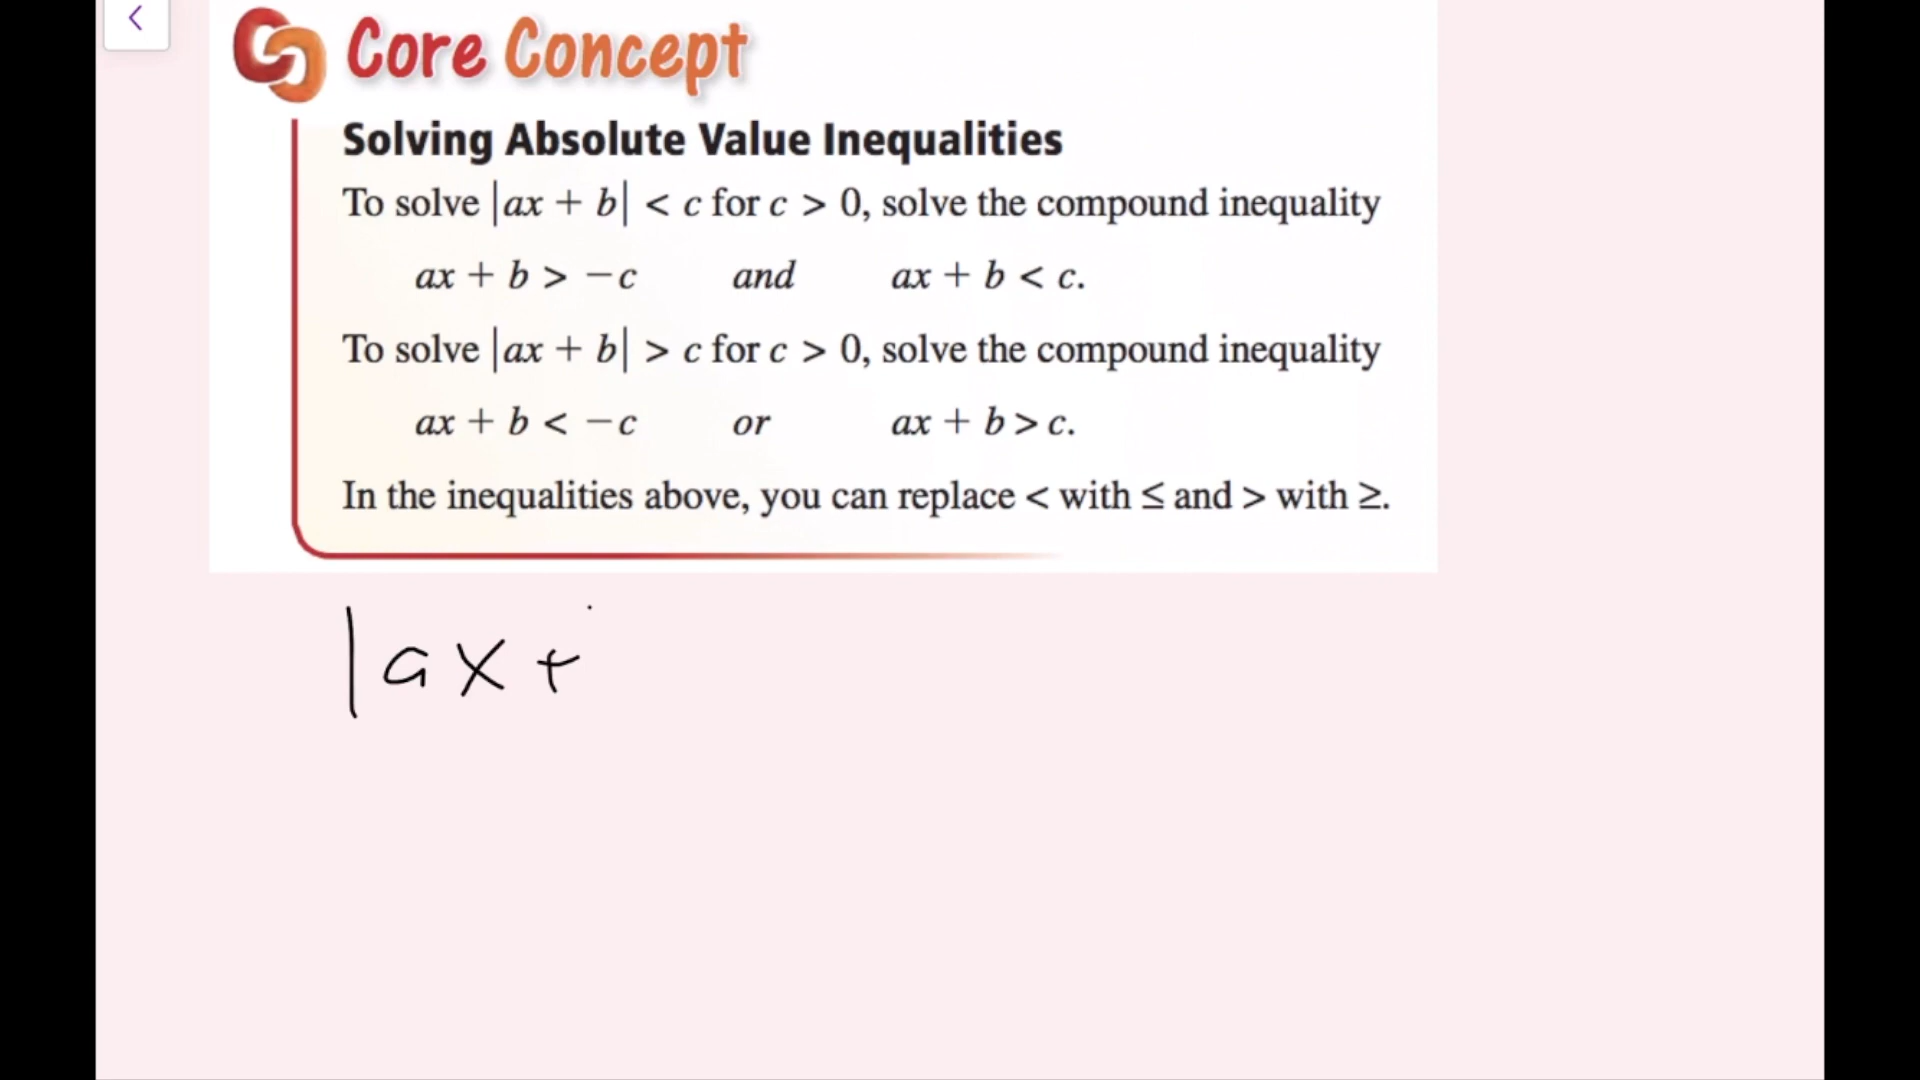 Core Concept
Solving Absolute Value Inequalities
To solve |ax + b| < c for c > 0, solve the compound inequality
ax + b > −c and ax + b < c.
To solve |ax + b| > c for c > 0, solve the compound inequality
ax + b < −c or ax + b > c.
In the inequalities above, you can replace < with ≤ and > with ≥.
|ax+